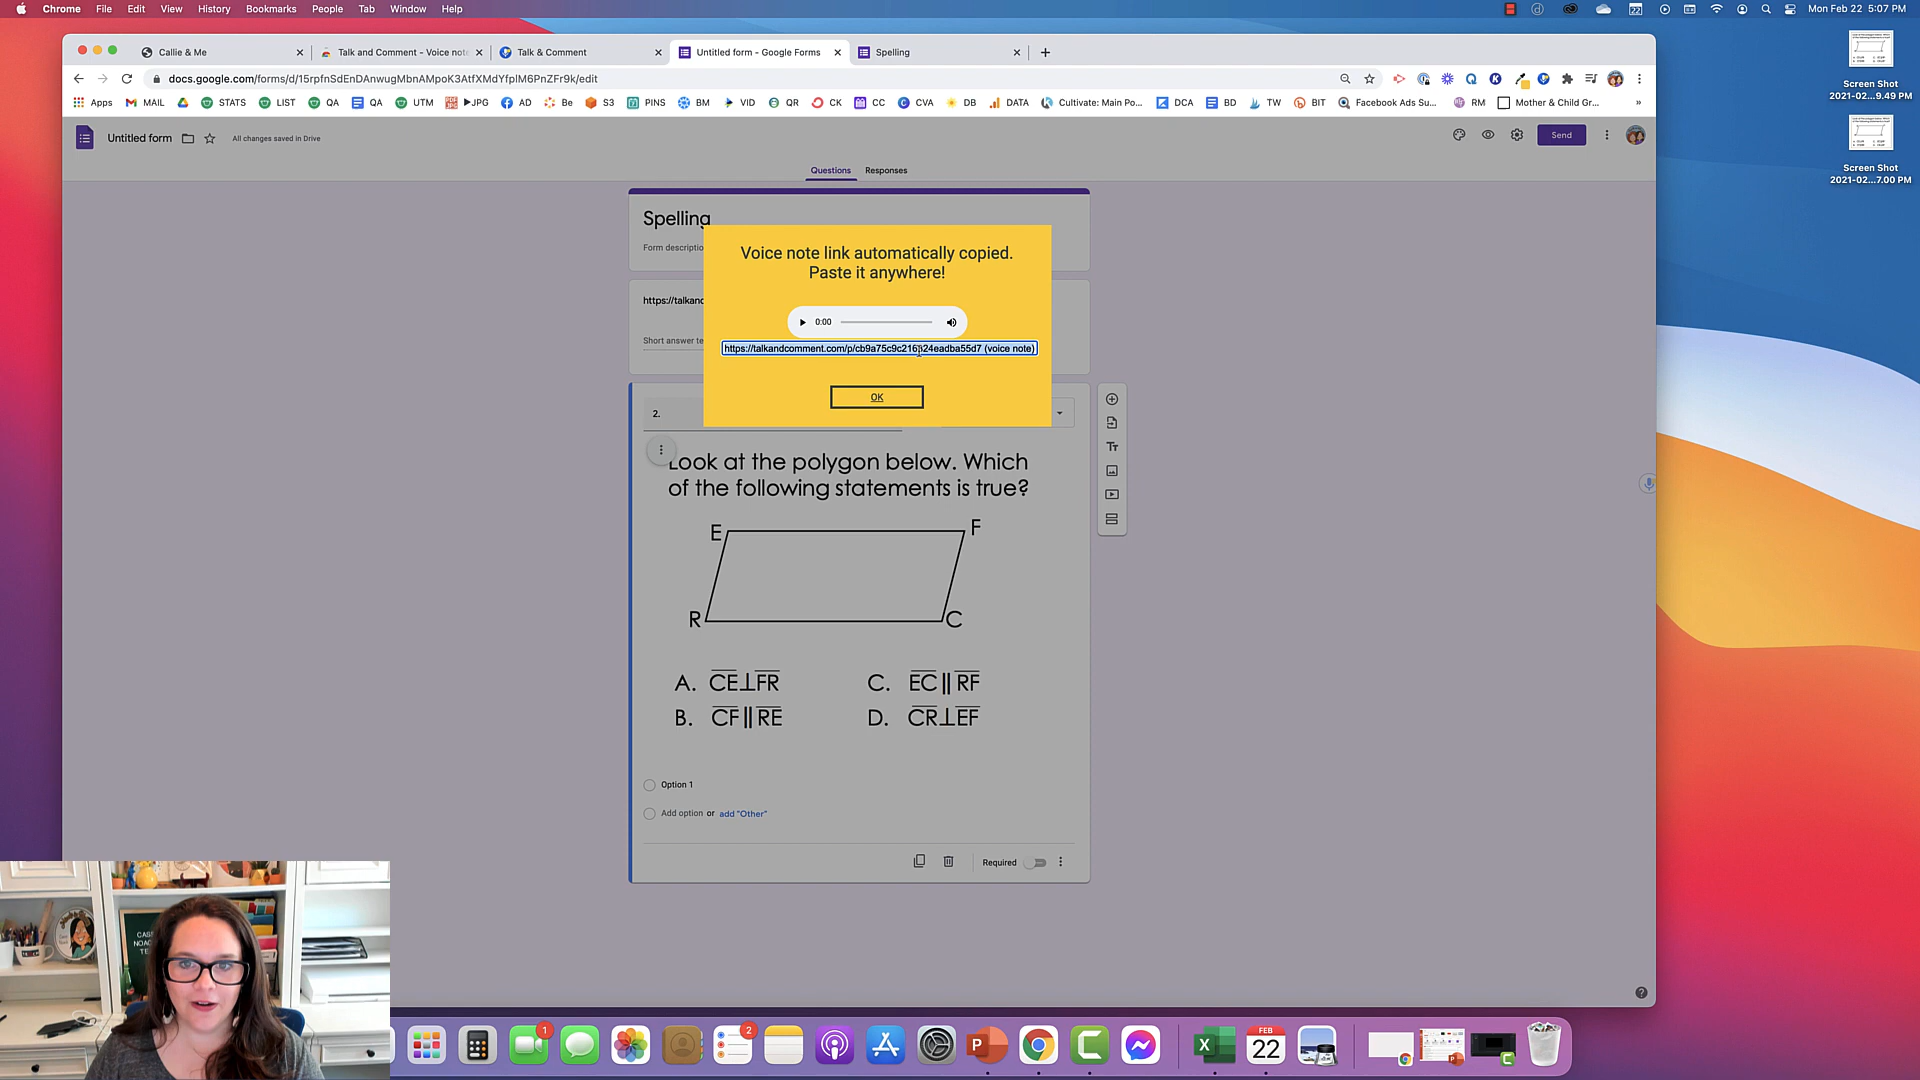 Chrome File Edit View History Bookmarks People Tab Window Help
22 Mon Feb 22 5:07 PM
Callie & Me
Talk and Comment - Voice not
Talk & Comment
Untitled form - Google Forms
Spelling
docs.google.com/forms/d/15rpfnSdEnDAnwugMbnAMpoK3AtfXMdYfplM6PnZFr9k/edit
Apps MAIL STATS LIST QA QA UTM ▶JPG AD Be S3 PINS BM VID QR CK CC CVA DB DATA Cultivate: Main Po... DCA BD TW BIT Facebook Ads Su... RM Mother & Child Gr... »
Screen Shot
2021-02...9.49 PM
Screen Shot
2021-02...7.00 PM
Untitled form
All changes saved in Drive
Send
Questions Responses
Spelling
Form descriptio
https://talkand
Short answer te
Voice note link automatically copied.
Paste it anywhere!
0:00
(voice note)
OK
2.
Look at the polygon below. Which
of the following statements is true?
E F
R C
A. CE⊥FR C. EC∥RF
B. CF∥RE D. CR⊥EF
Option 1
Add option or add "Other"
Required
1
2
FEB
22